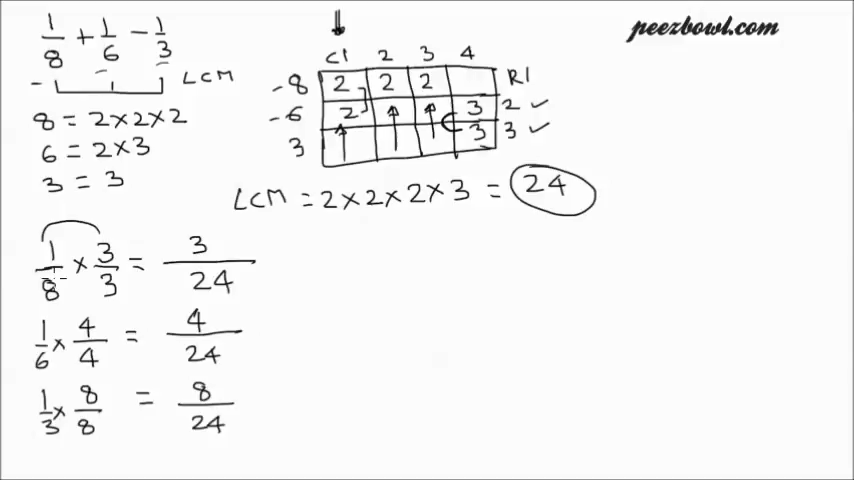 peezbowl.com
1/8 + 1/6 - 1/3
LCM
8 = 2×2×2
6 = 2×3
3 = 3
C1 2 3 4
-8 2 2 2 R1
-6 2 3 2 ✓
3 3 3 ✓
LCM = 2×2×2×3 = 24
1/8 × 3/3 = 3/24
1/6 × 4/4 = 4/24
1/3 × 8/8 = 8/24